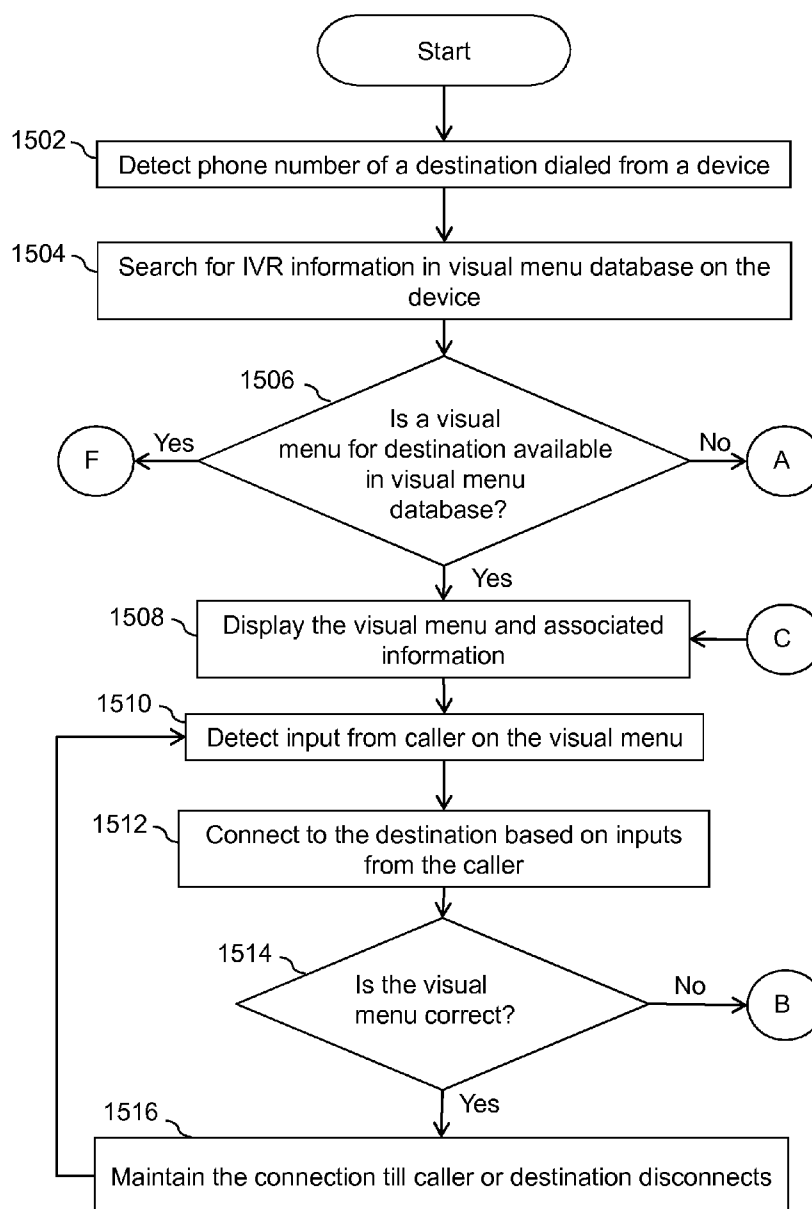 Start
1502
Detect phone number of a destination dialed from a device
1504
Search for IVR information in visual menu database on the
device
1506
Is a visual
menu for destination available
in visual menu
database?
Yes
F
No
A
Yes
1508
Display the visual menu and associated
information
C
1510
Detect input from caller on the visual menu
1512
Connect to the destination based on inputs
from the caller
1514
Is the visual
menu correct?
No
B
Yes
1516
Maintain the connection till caller or destination disconnects